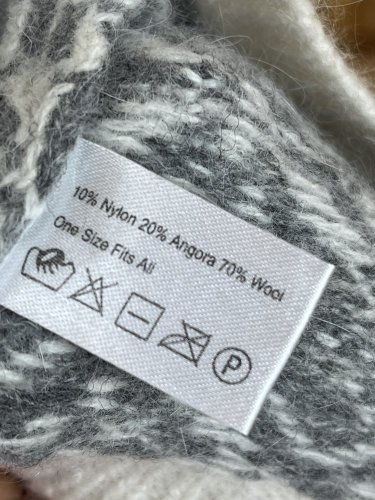 10% Nylon 20% Angora 70% Wool
One Size Fits All
P